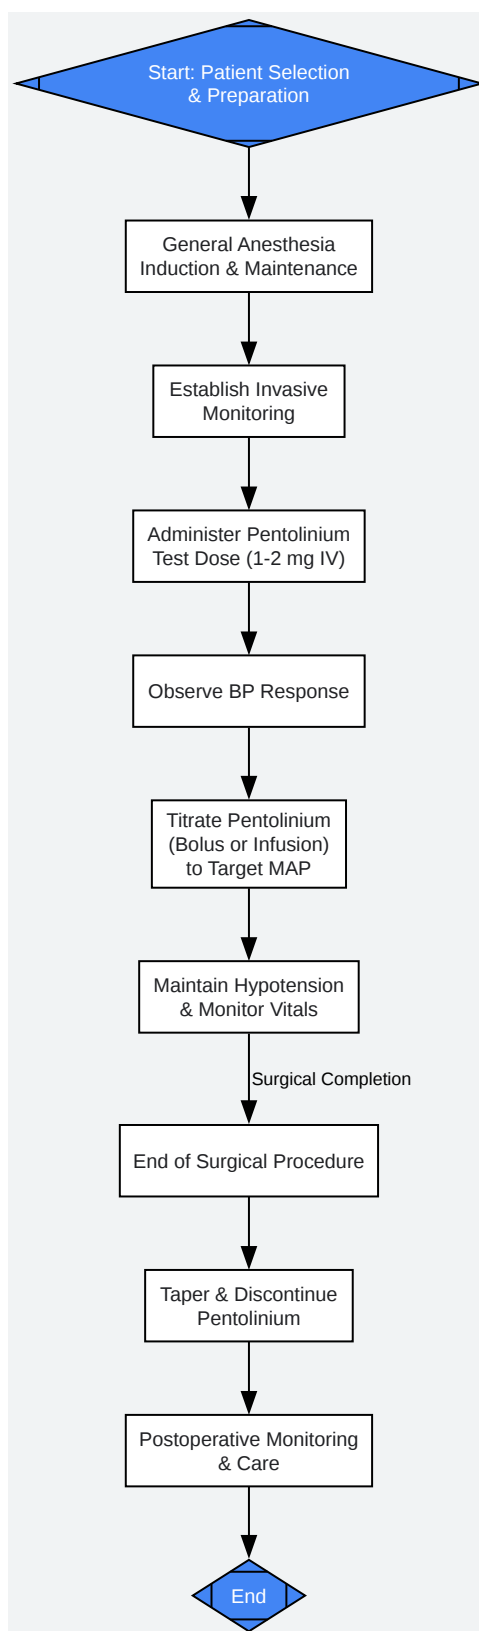 Start: Patient Selection
& Preparation
General Anesthesia
Induction & Maintenance
Establish Invasive
Monitoring
Administer Pentolinium
Test Dose (1-2 mg IV)
Observe BP Response
Titrate Pentolinium
(Bolus or Infusion)
to Target MAP
Maintain Hypotension
& Monitor Vitals
Surgical Completion
End of Surgical Procedure
Taper & Discontinue
Pentolinium
Postoperative Monitoring
& Care
End